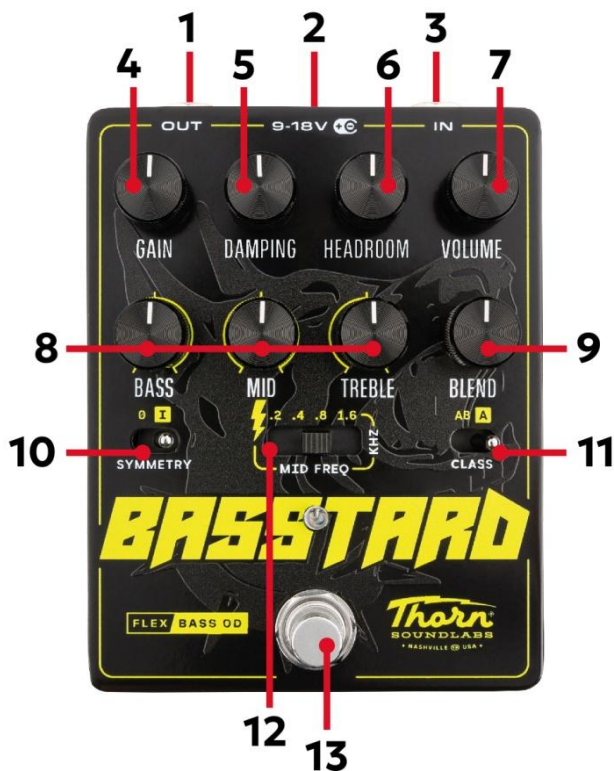 1 2 3
4 5 6 7
OUT 9-18V IN
GAIN DAMPING HEADROOM VOLUME
8 9
BASS MID TREBLE BLEND
0 I .2 .4 .8 1.6 AB A
KHZ
10 11
SYMMETRY MID FREQ CLASS
BASSTARD
FLEX BASS OD
Thorn®
SOUNDLABS
NASHVILLE USA
12 13